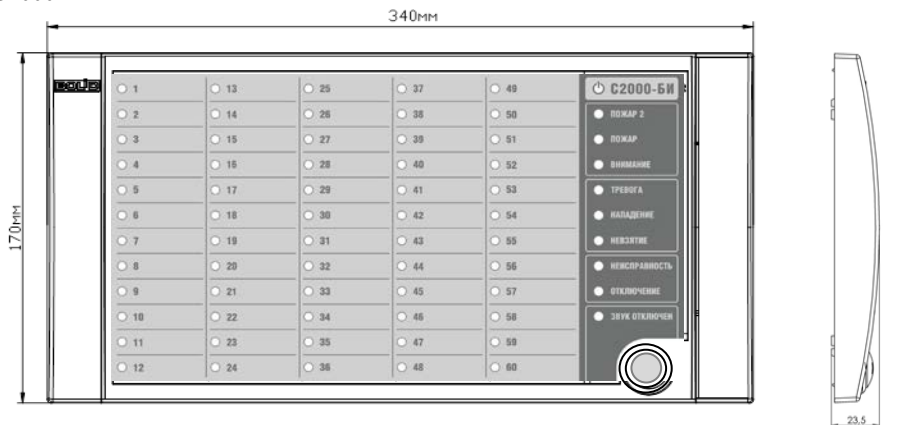 340мм
BOLID
1 13 25 37 49 С2000-БИ
2 14 26 38 50 ПОЖАР 2
3 15 27 39 51 ПОЖАР
4 16 28 40 52 ВНИМАНИЕ
5 17 29 41 53 ТРЕВОГА
6 18 30 42 54 НАПАДЕНИЕ
7 19 31 43 55 НЕВЗЯТИЕ
8 20 32 44 56 НЕИСПРАВНОСТЬ
9 21 33 45 57 ОТКЛЮЧЕНИЕ
10 22 34 46 58 ЗВУК ОТКЛЮЧЕН
11 23 35 47 59
12 24 36 48 60
170мм
23,5